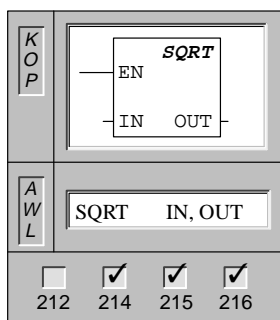 K
O
P
SQRT
EN
IN OUT
A
W
L
SQRT IN, OUT
212 214 215 216